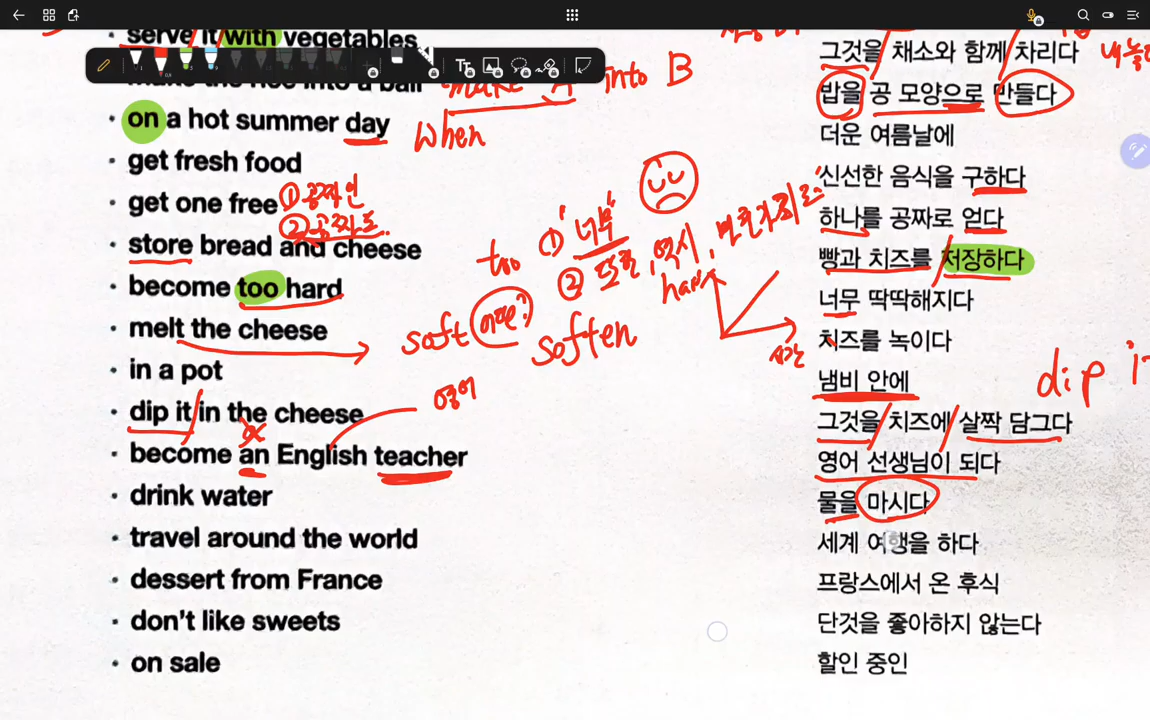 serve it with vegetables
make the rice into a ball
make A into B
on a hot summer day
when
get fresh food
get one free
① 공짜인
② 공짜로.
store bread and cheese
become too hard
too ① "너무"
② 또한, 역시,
hard
시간
melt the cheese
soft
soften
in a pot
dip it in the cheese
영어
become an English teacher
drink water
travel around the world
dessert from France
don't like sweets
on sale
그것을 채소와 함께 차리다
밥을 공 모양으로 만들다
더운 여름날에
신선한 음식을 구하다
하나를 공짜로 얻다
빵과 치즈를 저장하다
너무 딱딱해지다
치즈를 녹이다
냄비 안에
dip it
그것을 치즈에 살짝 담그다
영어 선생님이 되다
물을 마시다
세계 여행을 하다
프랑스에서 온 후식
단것을 좋아하지 않는다
할인 중인